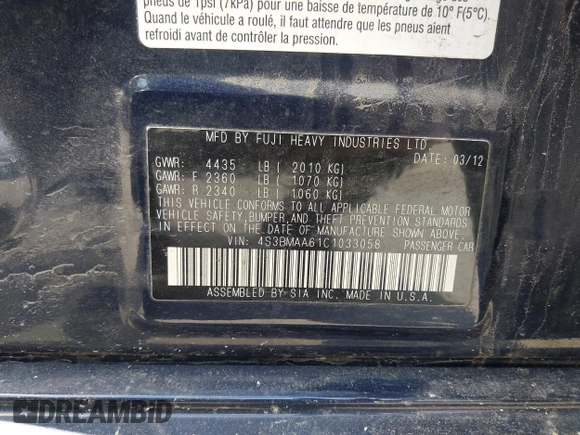 pneus de 1psi (7kPa) pour une baisse de température de 10° F(5°C).
Quand le véhicule a roulé, il faut attendre que les pneus aient
refroidi avant de contrôler la pression.
MFD BY FUJI HEAVY INDUSTRIES LTD.
DATE: 03/12
GVWR: 4435 LB ( 2010 KG)
GAWR: F 2360 LB ( 1070 KG)
GAWR: R 2340 LB ( 1060 KG)
THIS VEHICLE CONFORMS TO ALL APPLICABLE FEDERAL MOTOR
VEHICLE SAFETY, BUMPER, AND THEFT PREVENTION STANDARDS
IN EFFECT ON THE DATE OF MANUFACTURE SHOWN ABOVE.
VIN: 4S3BMAA61C1033058 PASSENGER CAR
ASSEMBLED BY SIA INC. MADE IN U.S.A.
DREAMBID